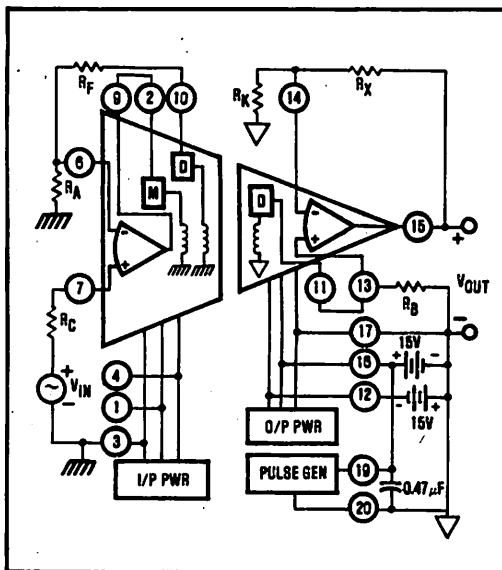 RF
9
2
10
RK
14
RX
6
D
RA
M
D
-
+
-
+
15
+
7
11
13
RB
VOUT
RC
-
17
4
+
VIN
-
16
+ 15V -
1
12
- +
15V
3
O/P PWR
I/P PWR
PULSE GEN
19
0.47µF
20